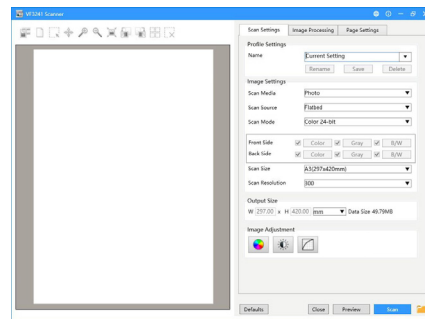 VF3241 Scanner
Scan Settings Image Processing Page Settings
Profile Settings
Name Current Setting
Rename Save Delete
Image Settings
Scan Media Photo
Scan Source Flatbed
Scan Mode Color 24-bit
Front Side Color Gray B/W
Back Side Color Gray B/W
Scan Size A3(297x420mm)
Scan Resolution 300
Output Size
W 297.00 x H 420.00 mm Data Size 49.79MB
Image Adjustment
Defaults Close Preview Scan